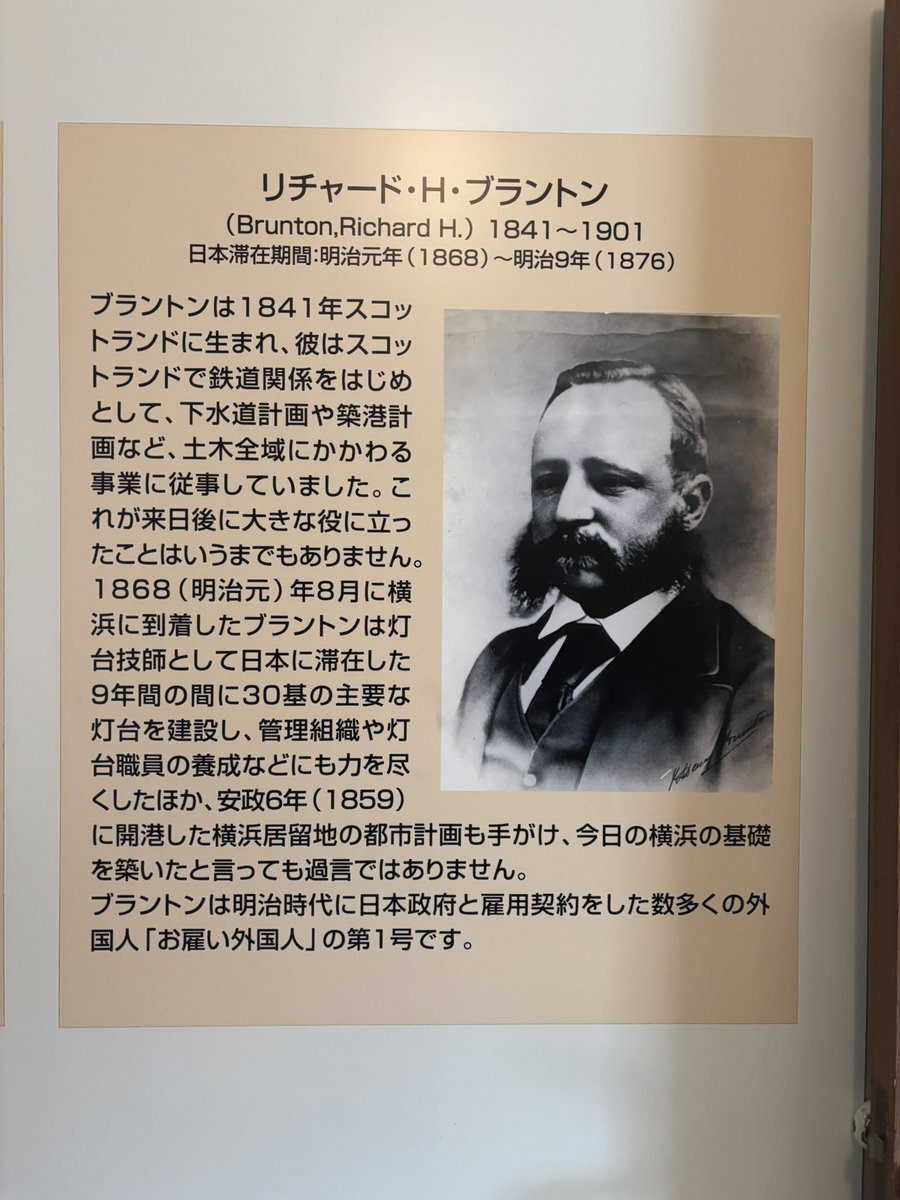 リチャード・H・ブラントン
（Brunton,Richard H.）1841～1901
日本滞在期間：明治元年（1868）～明治9年（1876）
ブラントンは1841年スコッ
トランドに生まれ、彼はスコッ
トランドで鉄道関係をはじめ
として、下水道計画や築港計
画など、土木全域にかかわる
事業に従事していました。こ
れが来日後に大きな役に立っ
たことはいうまでもありません。
1868（明治元）年8月に横
浜に到着したブラントンは灯
台技師として日本に滞在した
9年間の間に30基の主要な
灯台を建設し、管理組織や灯
台職員の養成などにも力を尽
くしたほか、安政6年（1859）
に開港した横浜居留地の都市計画も手がけ、今日の横浜の基礎
を築いたと言っても過言ではありません。
ブラントンは明治時代に日本政府と雇用契約をした数多くの外
国人「お雇い外国人」の第1号です。